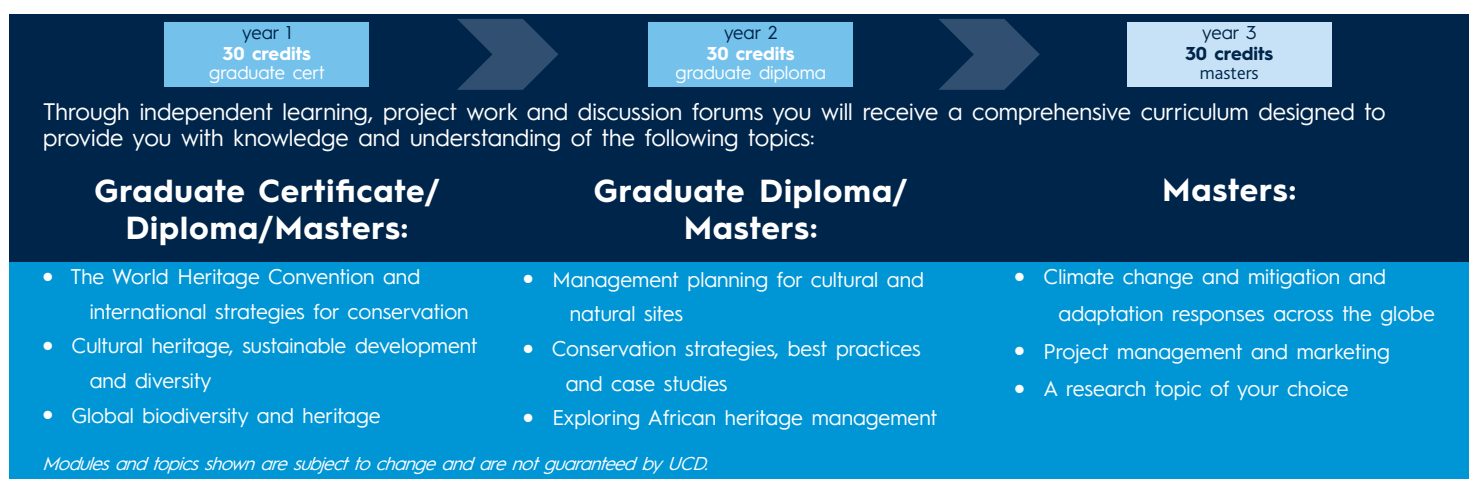 year 1
30 credits
graduate cert
year 2
30 credits
graduate diploma
year 3
30 credits
masters
Through independent learning, project work and discussion forums you will receive a comprehensive curriculum designed to
provide you with knowledge and understanding of the following topics:
Graduate Certificate/
Diploma/Masters:
• The World Heritage Convention and
international strategies for conservation
• Cultural heritage, sustainable development
and diversity
• Global biodiversity and heritage
Graduate Diploma/
Masters:
• Management planning for cultural and
natural sites
• Conservation strategies, best practices
and case studies
• Exploring African heritage management
Masters:
• Climate change and mitigation and
adaptation responses across the globe
• Project management and marketing
• A research topic of your choice
Modules and topics shown are subject to change and are not guaranteed by UCD.